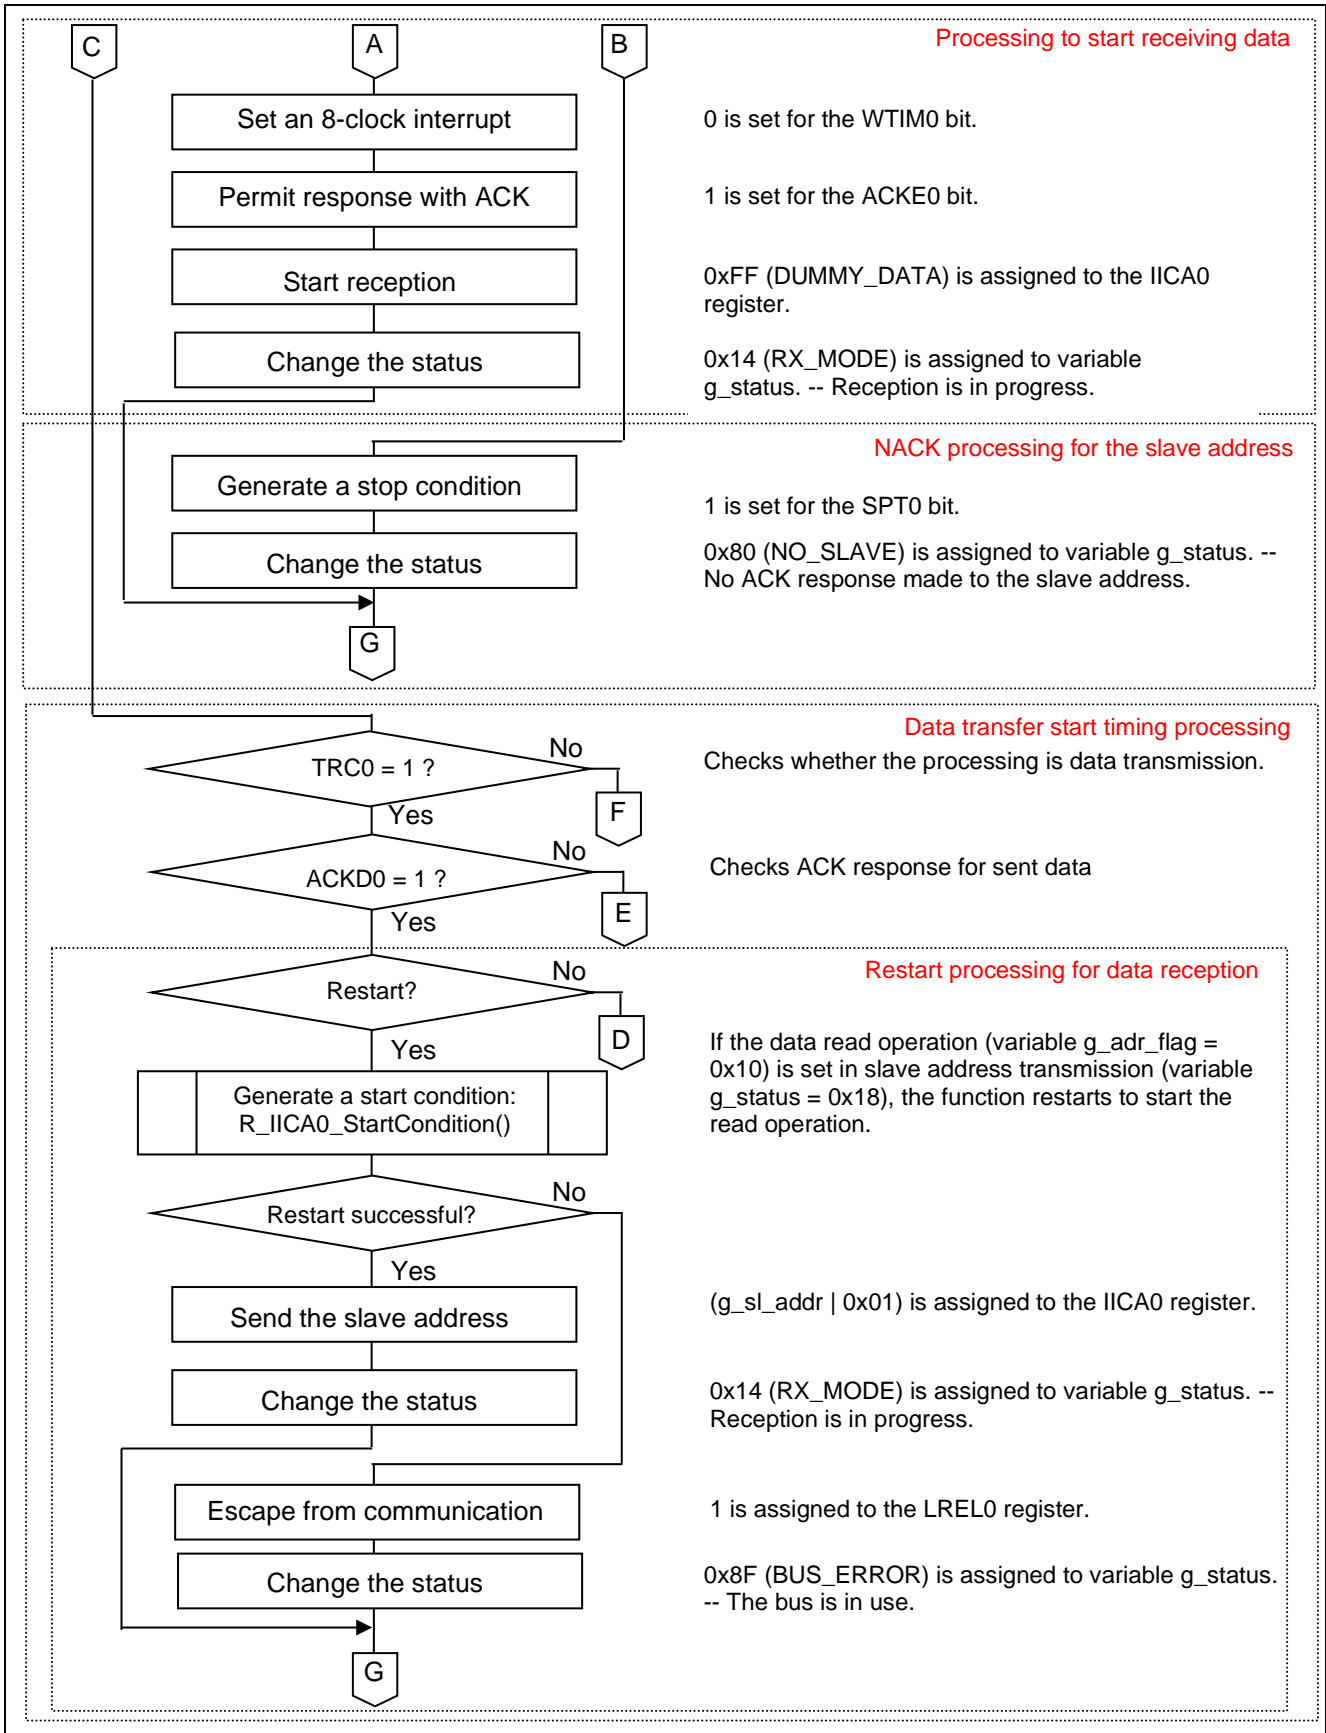 C
A
B
Processing to start receiving data
Set an 8-clock interrupt
0 is set for the WTIM0 bit.
Permit response with ACK
1 is set for the ACKE0 bit.
Start reception
0xFF (DUMMY_DATA) is assigned to the IICA0
register.
Change the status
0x14 (RX_MODE) is assigned to variable
g_status. -- Reception is in progress.
NACK processing for the slave address
Generate a stop condition
1 is set for the SPT0 bit.
Change the status
0x80 (NO_SLAVE) is assigned to variable g_status. --
No ACK response made to the slave address.
G
Data transfer start timing processing
TRC0 = 1 ?
No
Checks whether the processing is data transmission.
F
Yes
ACKD0 = 1 ?
No
Checks ACK response for sent data
E
Yes
Restart processing for data reception
Restart?
No
D
Yes
If the data read operation (variable g_adr_flag =
0x10) is set in slave address transmission (variable
g_status = 0x18), the function restarts to start the
read operation.
Generate a start condition:
R_IICA0_StartCondition()
Restart successful?
No
Yes
Send the slave address
(g_sl_addr | 0x01) is assigned to the IICA0 register.
Change the status
0x14 (RX_MODE) is assigned to variable g_status. --
Reception is in progress.
Escape from communication
1 is assigned to the LREL0 register.
Change the status
0x8F (BUS_ERROR) is assigned to variable g_status.
-- The bus is in use.
G